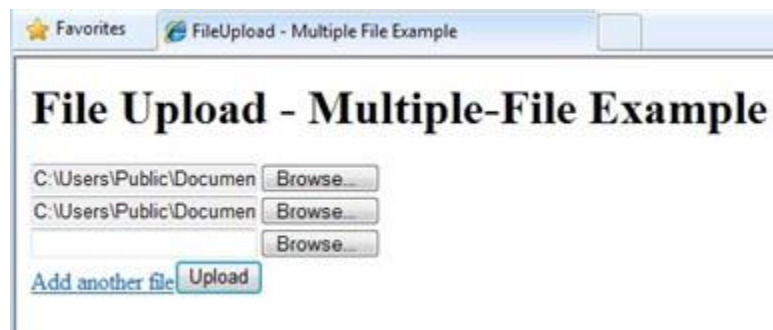 Favorites FileUpload - Multiple File Example
File Upload - Multiple-File Example
C:\Users\Public\Documen Browse...
C:\Users\Public\Documen Browse...
Browse...
Add another file Upload